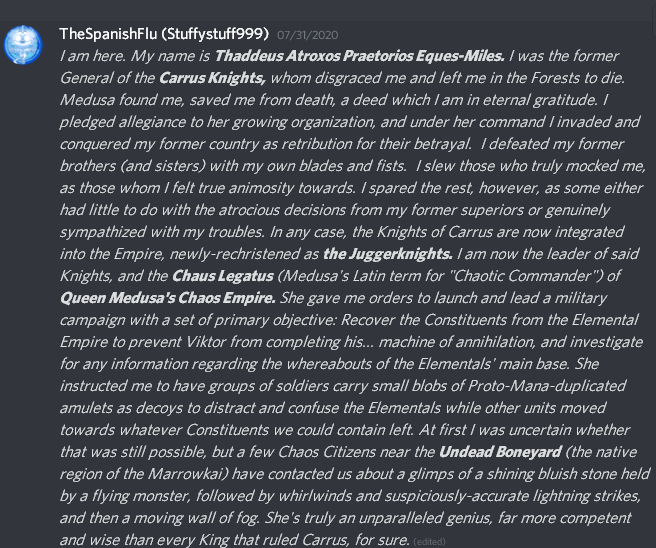 TheSpanishFlu (Stuffystuff999) 07/31/2020
I am here. My name is Thaddeus Atroxos Praetorios Eques-Miles. I was the former
General of the Carrus Knights, whom disgraced me and left me in the Forests to die.
Medusa found me, saved me from death, a deed which I am in eternal gratitude. I
pledged allegiance to her growing organization, and under her command I invaded and
conquered my former country as retribution for their betrayal. I defeated my former
brothers (and sisters) with my own blades and fists. I slew those who truly mocked me,
as those whom I felt true animosity towards. I spared the rest, however, as some either
had little to do with the atrocious decisions from my former superiors or genuinely
sympathized with my troubles. In any case, the Knights of Carrus are now integrated
into the Empire, newly-rechristened as the Juggerknights. I am now the leader of said
Knights, and the Chaus Legatus (Medusa's Latin term for "Chaotic Commander") of
Queen Medusa's Chaos Empire. She gave me orders to launch and lead a military
campaign with a set of primary objective: Recover the Constituents from the Elemental
Empire to prevent Viktor from completing his... machine of annihilation, and investigate
for any information regarding the whereabouts of the Elementals' main base. She
instructed me to have groups of soldiers carry small blobs of Proto-Mana-duplicated
amulets as decoys to distract and confuse the Elementals while other units moved
towards whatever Constituents we could contain left. At first I was uncertain whether
that was still possible, but a few Chaos Citizens near the Undead Boneyard (the native
region of the Marrowkai) have contacted us about a glimps of a shining bluish stone held
by a flying monster, followed by whirlwinds and suspiciously-accurate lightning strikes,
and then a moving wall of fog. She's truly an unparalleled genius, far more competent
and wise than every King that ruled Carrus, for sure. (edited)